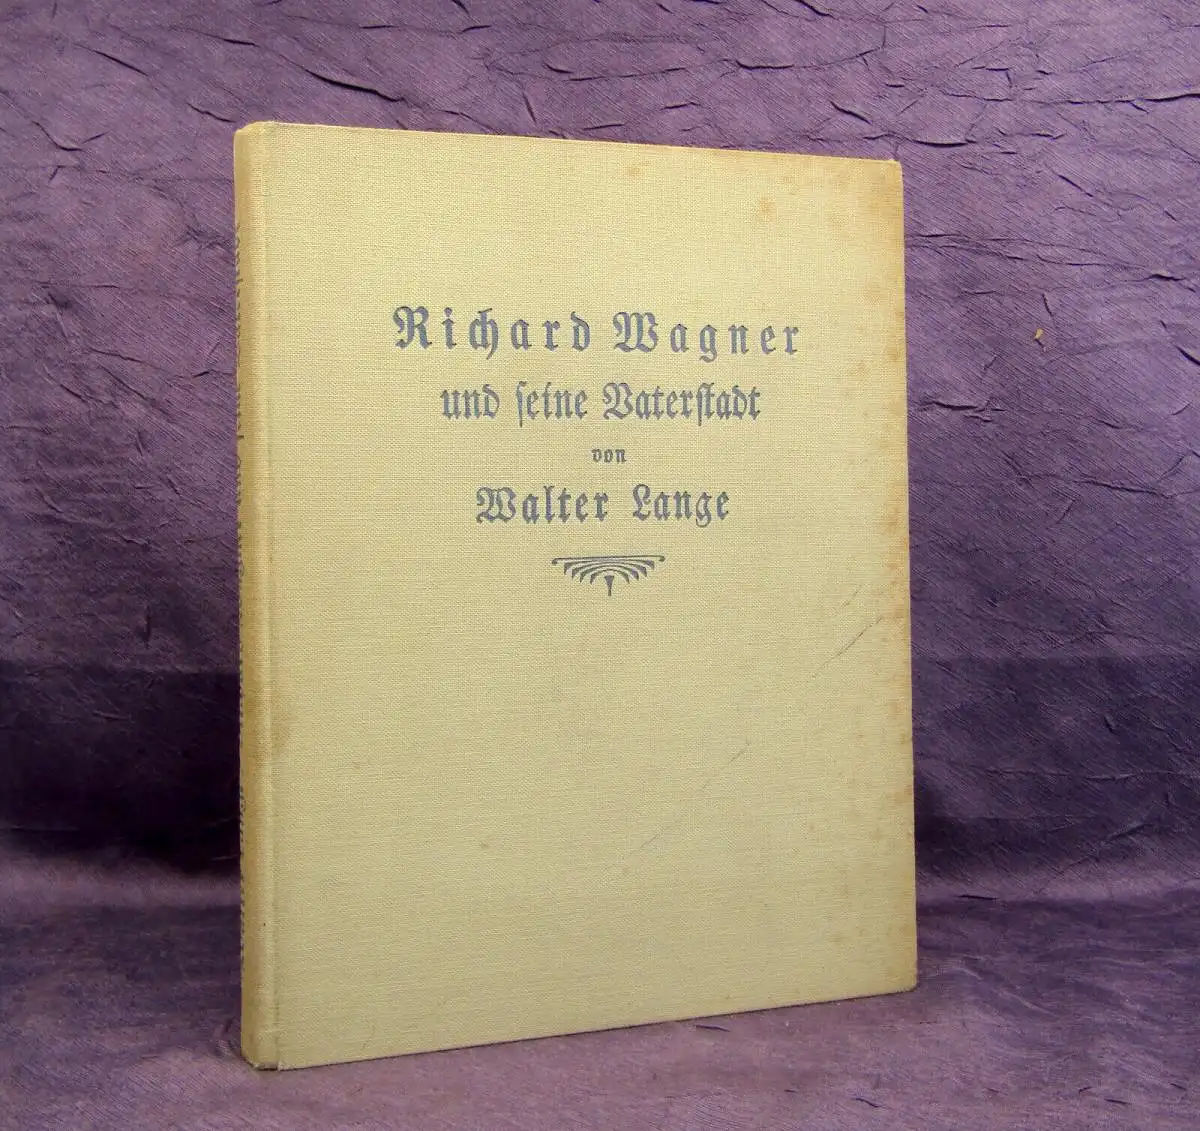 Richard Wagner
und seine Vaterstadt
von
Walter Lange